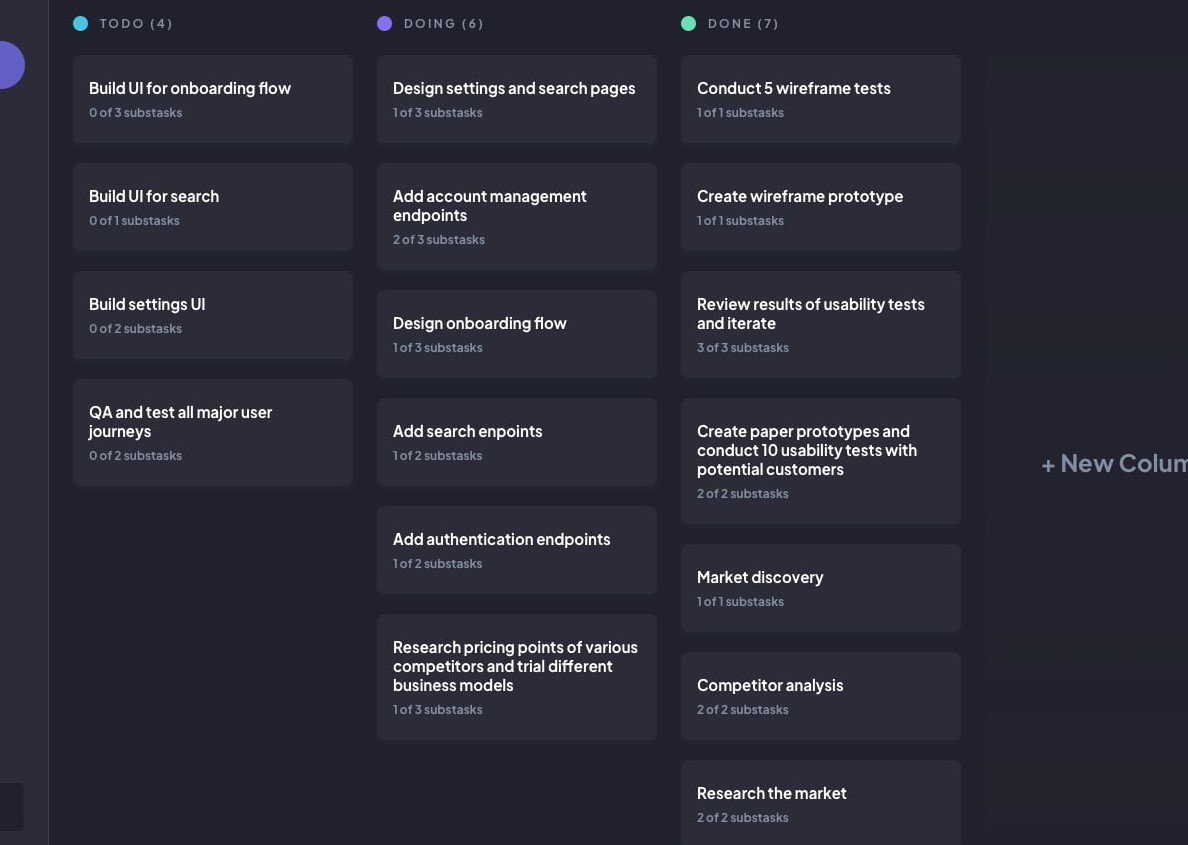 TODO (4)
Build UI for onboarding flow
0 of 3 substasks
Build UI for search
0 of 1 substasks
Build settings UI
0 of 2 substasks
QA and test all major user
journeys
0 of 2 substasks
DOING (6)
Design settings and search pages
1 of 3 substasks
Add account management
endpoints
2 of 3 substasks
Design onboarding flow
1 of 3 substasks
Add search enpoints
1 of 2 substasks
Add authentication endpoints
1 of 2 substasks
Research pricing points of various
competitors and trial different
business models
1 of 3 substasks
DONE (7)
Conduct 5 wireframe tests
1 of 1 substasks
Create wireframe prototype
1 of 1 substasks
Review results of usability tests
and iterate
3 of 3 substasks
Create paper prototypes and
conduct 10 usability tests with
potential customers
2 of 2 substasks
Market discovery
1 of 1 substasks
Competitor analysis
2 of 2 substasks
Research the market
2 of 2 substasks
+ New Colum